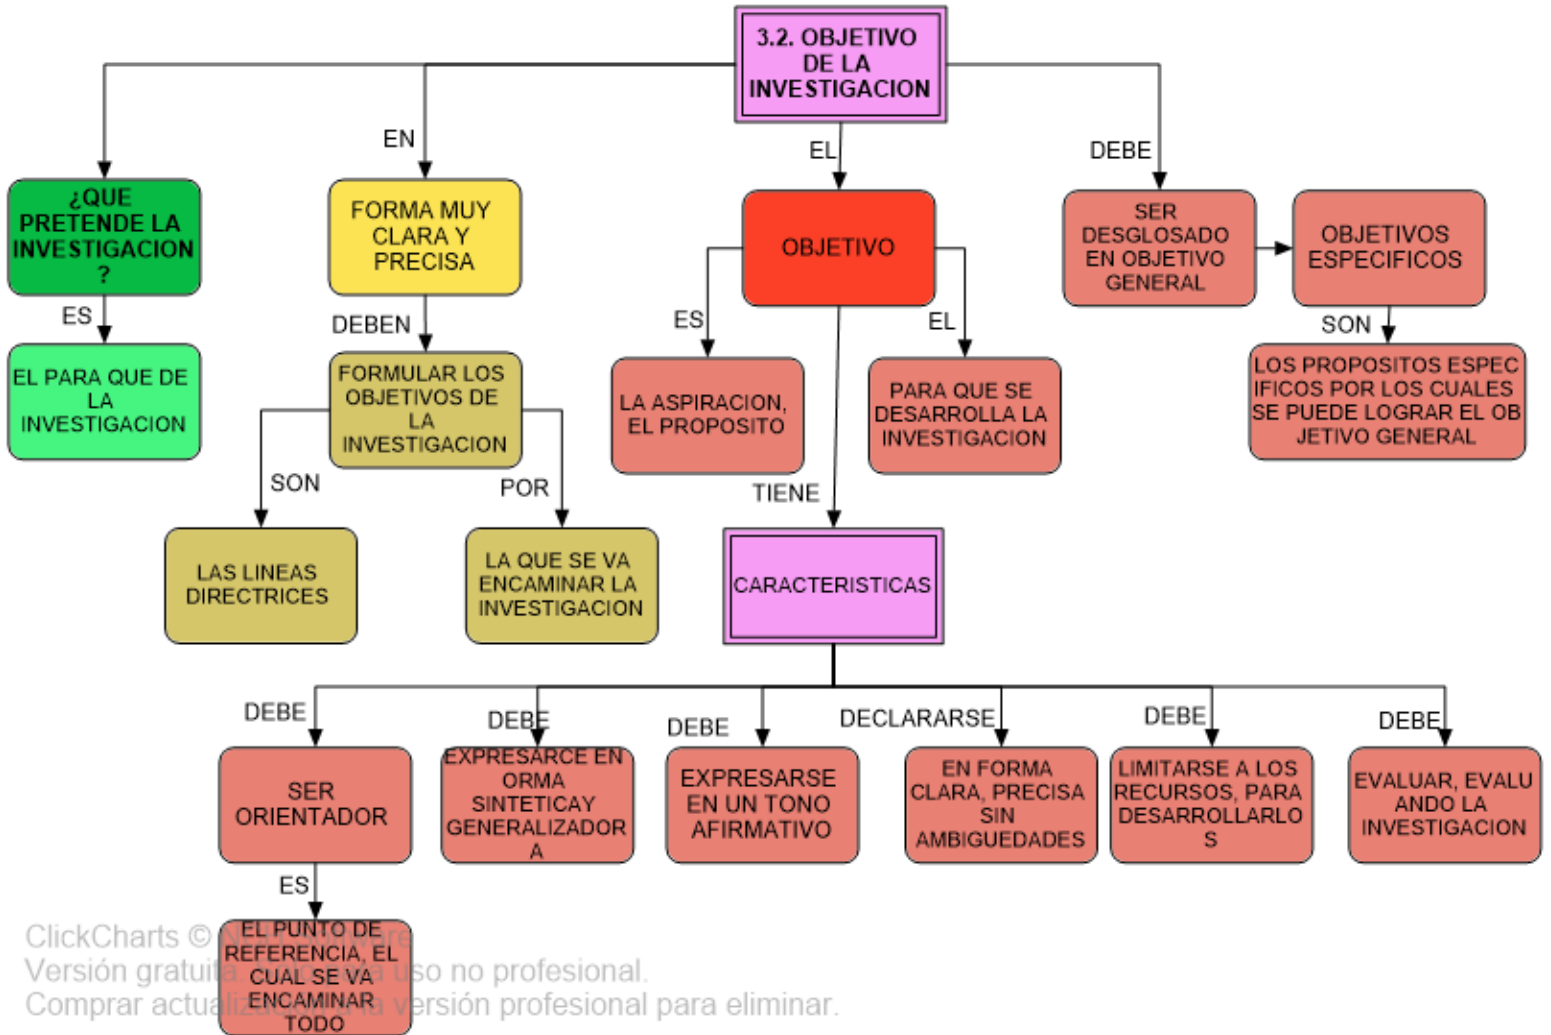 3.2. OBJETIVO
DE LA
INVESTIGACION
EN
EL
DEBE
¿QUE
PRETENDE LA
INVESTIGACION
?
FORMA MUY
CLARA Y
PRECISA
OBJETIVO
SER
DESGLOSADO
EN OBJETIVO
GENERAL
OBJETIVOS
ESPECIFICOS
ES
DEBEN
ES
EL
SON
EL PARA QUE DE
LA
INVESTIGACION
FORMULAR LOS
OBJETIVOS DE
LA
INVESTIGACION
LA ASPIRACION,
EL PROPOSITO
PARA QUE SE
DESARROLLA LA
INVESTIGACION
LOS PROPOSITOS ESPEC
IFICOS POR LOS CUALES
SE PUEDE LOGRAR EL OB
JETIVO GENERAL
SON
POR
TIENE
LAS LINEAS
DIRECTRICES
LA QUE SE VA
ENCAMINAR LA
INVESTIGACION
CARACTERISTICAS
DEBE
DEBE
DEBE
DECLARARSE
DEBE
DEBE
SER
ORIENTADOR
EXPRESARCE EN
ORMA
SINTETICAY
GENERALIZADOR
A
EXPRESARSE
EN UN TONO
AFIRMATIVO
EN FORMA
CLARA, PRECISA
SIN
AMBIGUEDADES
LIMITARSE A LOS
RECURSOS, PARA
DESARROLLARLO
S
EVALUAR, EVALU
ANDO LA
INVESTIGACION
ES
EL PUNTO DE
REFERENCIA, EL
CUAL SE VA
ENCAMINAR
TODO
ClickCharts ©
Versión gratuita. uso no profesional.
Comprar a la versión profesional para eliminar.